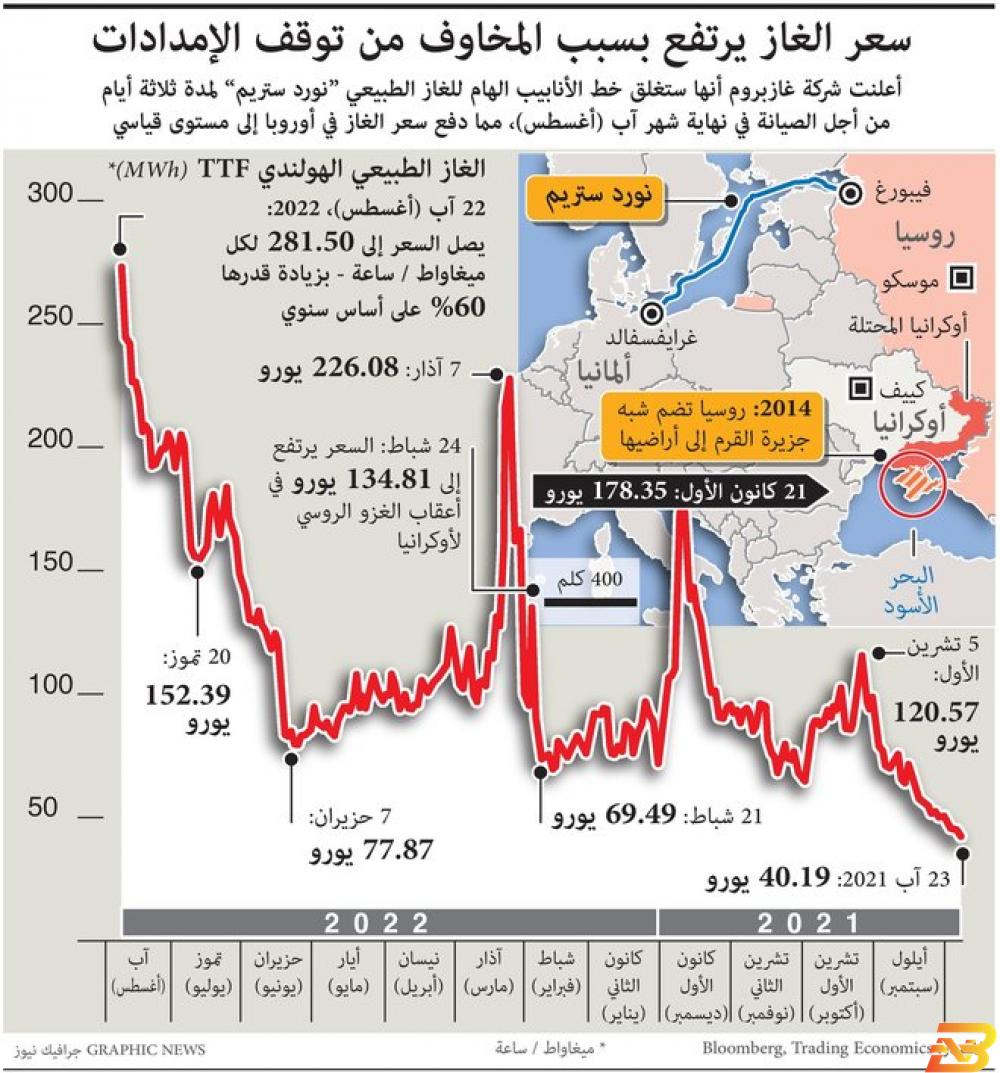 سعر الغاز يرتفع بسبب المخاوف من توقف الإمدادات
أعلنت شركة غازبروم أنها ستغلق خط الأنابيب الهام للغاز الطبيعي ”نورد ستريم“ لمدة ثلاثة أيام
من أجل الصيانة في نهاية شهر آب (أغسطس)، مما دفع سعر الغاز في أوروبا إلى مستوى قياسي
الغاز الطبيعي الهولندي TTF (MWh)*
22 آب (أغسطس)، 2022:
يصل السعر إلى 281.50 لكل
ميغاواط / ساعة - بزيادة قدرها
60% على أساس سنوي
7 آذار: 226.08 يورو
24 شباط: السعر يرتفع
إلى 134.81 يورو في
أعقاب الغزو الروسي
لأوكرانيا
300
250
200
150
100
50
نورد ستريم
فيبورغ
روسيا
موسكو
أوكرانيا المحتلة
غرايفسفالد
ألمانيا
كييف
أوكرانيا
2014: روسيا تضم شبه
جزيرة القرم إلى أراضيها
21 كانون الأول: 178.35 يورو
400 كلم
البحر
الأسود
5 تشرين
الأول:
120.57
يورو
20 تموز:
152.39
يورو
7 حزيران:
77.87 يورو
21 شباط: 69.49 يورو
23 آب 2021: 40.19 يورو
2021
2022
أيلول
(سبتمبر)
تشرين
الأول
(أكتوبر)
تشرين
الثاني
(نوفمبر)
كانون
الأول
(ديسمبر)
كانون
الثاني
(يناير)
شباط
(فبراير)
آذار
(مارس)
نيسان
(أبريل)
أيار
(مايو)
حزيران
(يونيو)
تموز
(يوليو)
آب
(أغسطس)
Bloomberg, Trading Economics
* ميغاواط / ساعة
GRAPHIC NEWS جرافيك نيوز